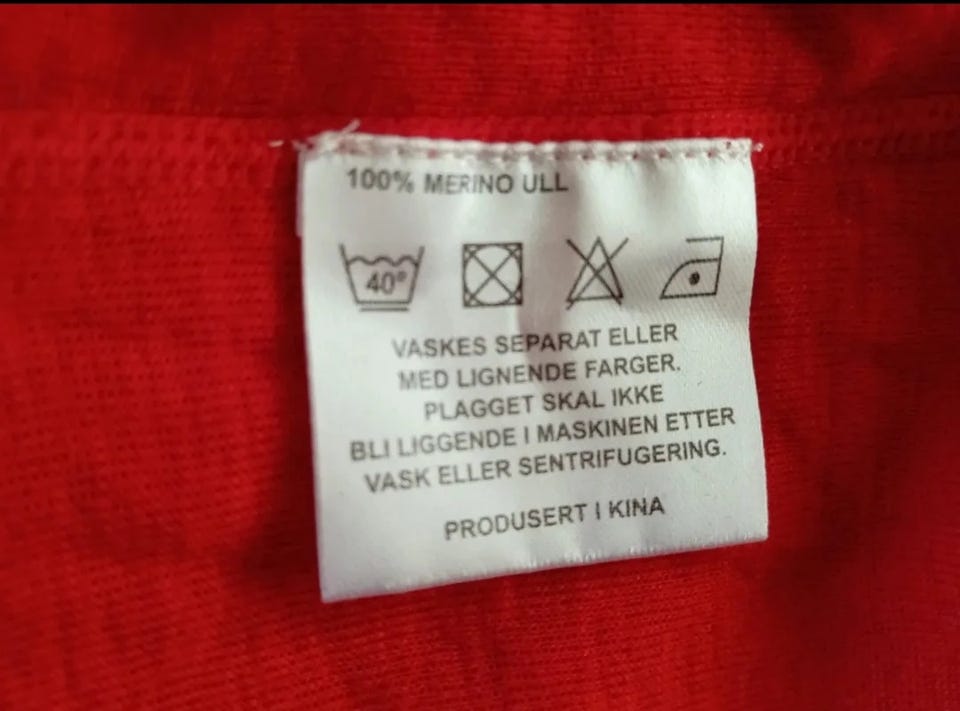 100% MERINO ULL
40°
VASKES SEPARAT ELLER
MED LIGNENDE FARGER.
PLAGGET SKAL IKKE
BLI LIGGENDE I MASKINEN ETTER
VASK ELLER SENTRIFUGERING.
PRODUSERT I KINA